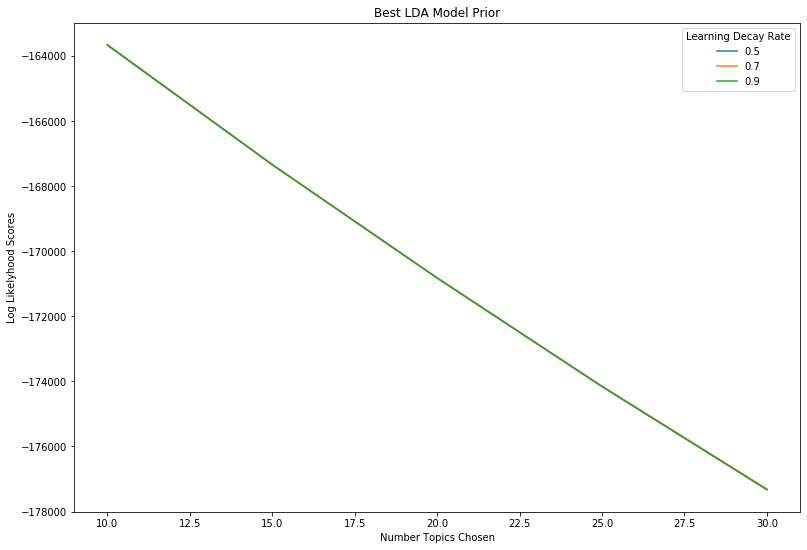 Best LDA Model Prior
Learning Decay Rate
0.5
0.7
0.9
Log Likelyhood Scores
−164000
−166000
−168000
−170000
−172000
−174000
−176000
−178000
10.0 12.5 15.0 17.5 20.0 22.5 25.0 27.5 30.0
Number Topics Chosen